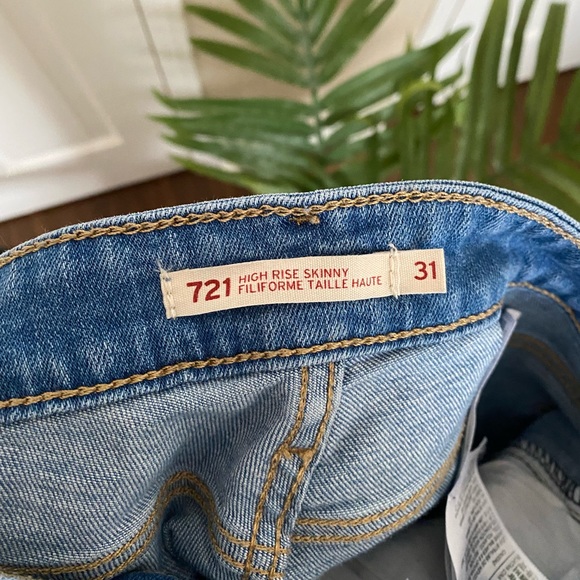 721 HIGH RISE SKINNY 31
FILIFORME TAILLE HAUTE